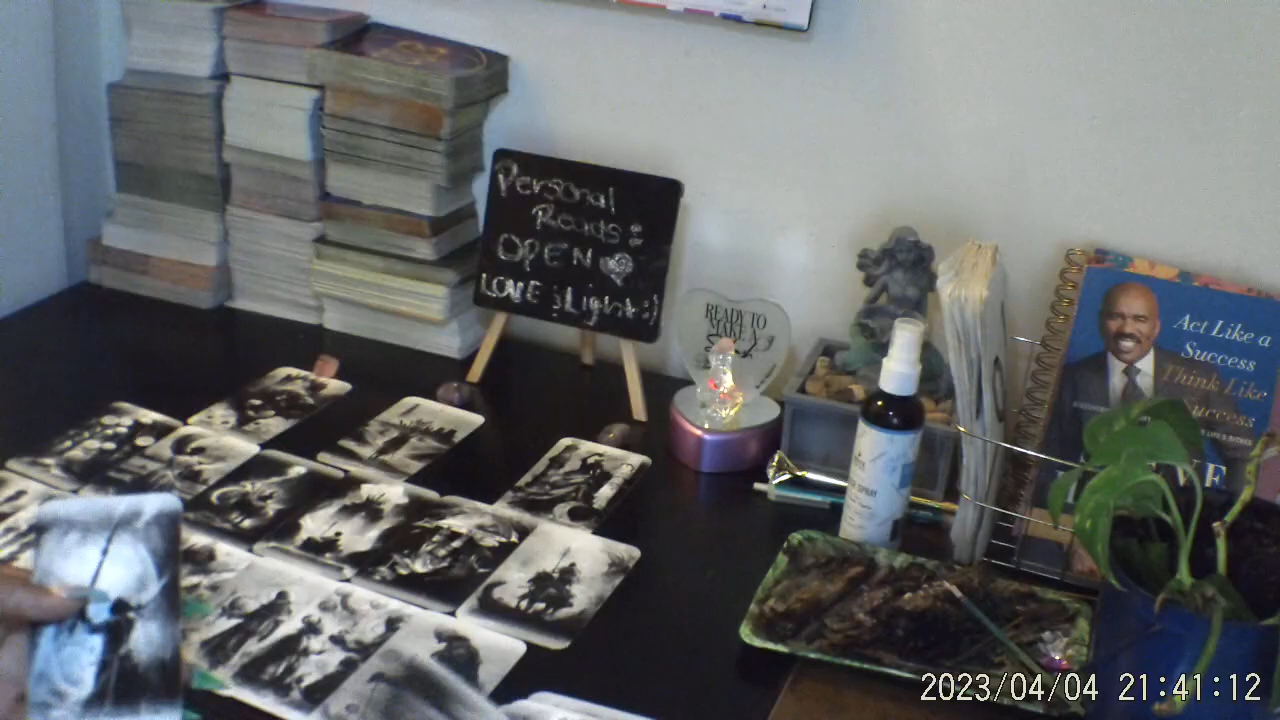 Personal
Reads:
OPEN
LOVE & Light :)
READY TO
MAKE A
Act Like a
Success
Think Like
Success
SPRAY
2023/04/04 21:41:12